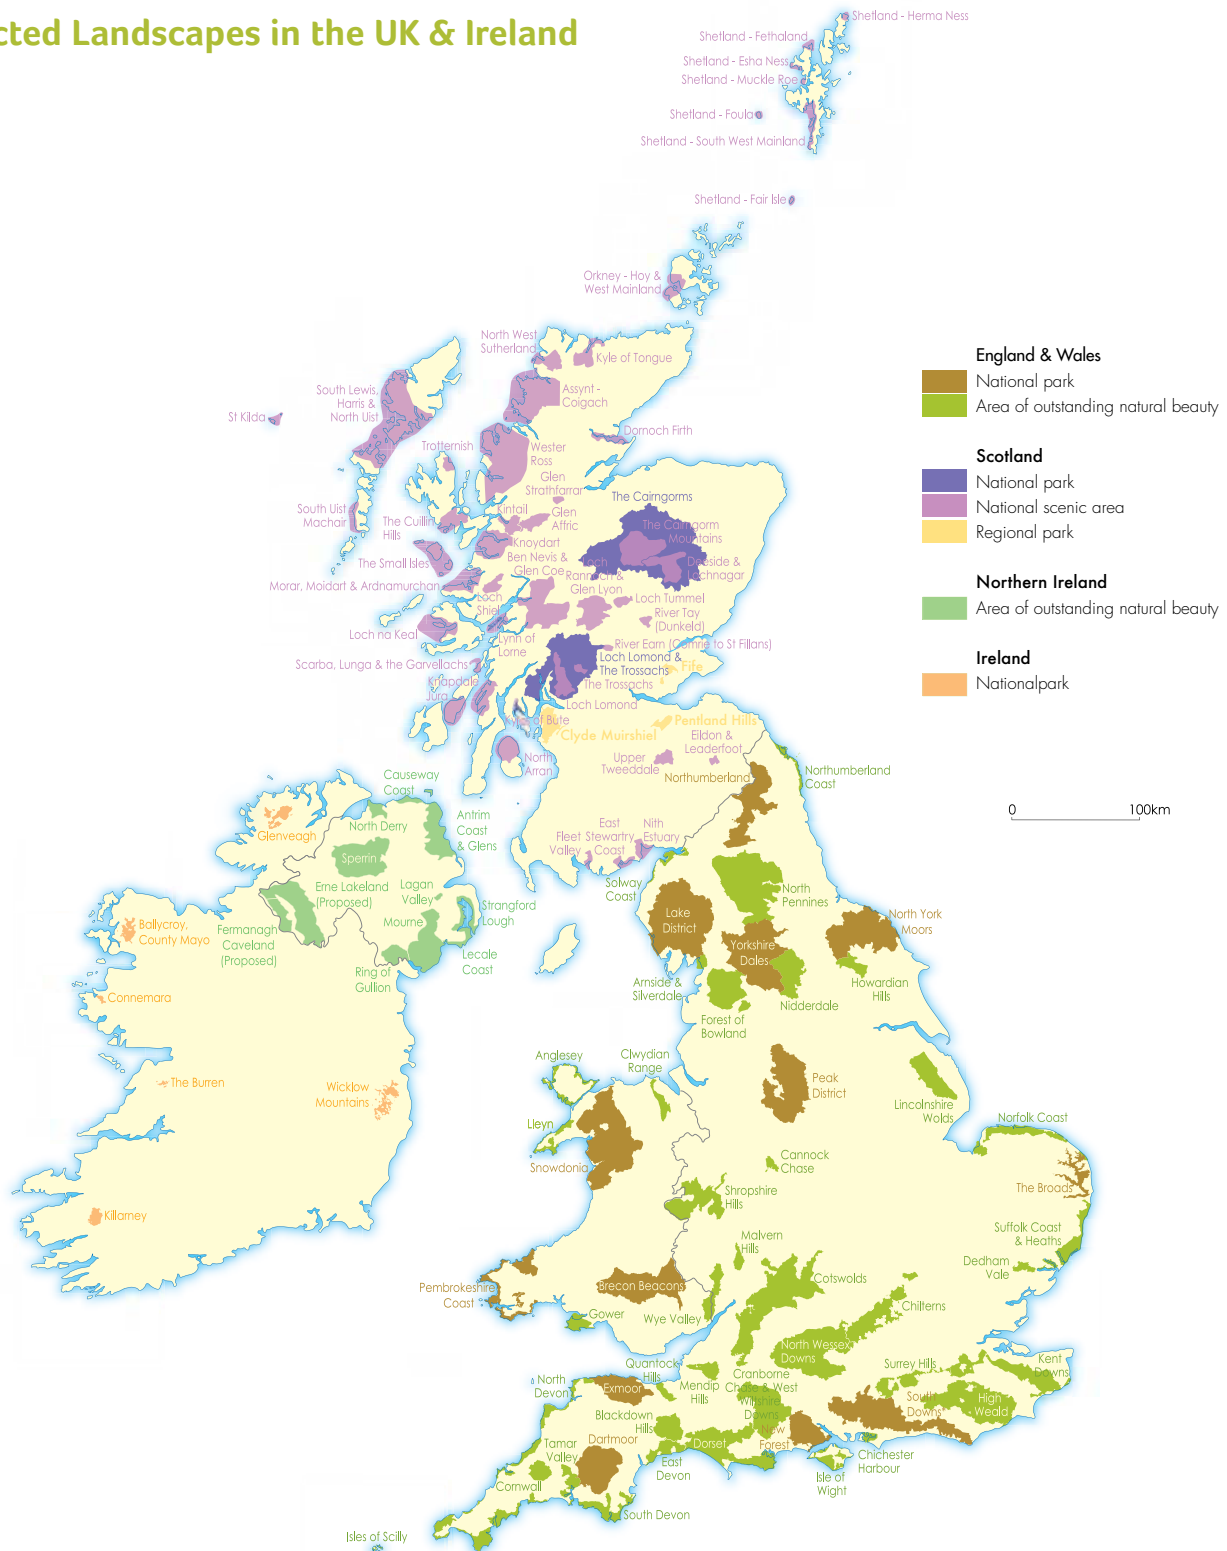 cted Landscapes in the UK & Ireland
Shetland - Herma Ness
Shetland - Fethaland
Shetland - Esha Ness
Shetland - Muckle Roe
Shetland - Foula
Shetland - South West Mainland
Shetland - Fair Isle
Orkney - Hoy &
West Mainland
North West
Sutherland
Kyle of Tongue
South Lewis,
Harris &
North Uist
Assynt -
Coigach
St Kilda
Dornoch Firth
Trotternish
Wester
Ross
Glen
Strathfarrar
The Cairngorms
South Uist
Machair
The Cuillin
Hills
Kintail
Glen
Affric
The Cairngorm
Mountains
Knoydart
The Small Isles
Ben Nevis &
Glen Coe
Loch
Rannoch &
Glen Lyon
Deeside &
Lochnagar
Morar, Moidart & Ardnamurchan
Loch
Shiel
Loch Tummel
River Tay
(Dunkeld)
Loch na Keal
Lynn of
Lorne
River Earn (Comrie to St Fillans)
Loch Lomond &
The Trossachs
Fife
Scarba, Lunga & the Garvellachs
Knapdale
Jura
The Trossachs
Loch Lomond
Kyles of Bute
Clyde Muirshiel
Pentland Hills
Eildon &
Leaderfoot
North
Arran
Upper
Tweeddale
Northumberland
Northumberland
Coast
Causeway
Coast
Antrim
Coast
& Glens
North Derry
Glenveagh
Sperrin
East
Stewartry
Coast
Fleet
Valley
Nith
Estuary
Solway
Coast
Erne Lakeland
(Proposed)
Lagan
Valley
Mourne
Strangford
Lough
Fermanagh
Caveland
(Proposed)
Lecale
Coast
Ring of
Gullion
Ballycroy,
County Mayo
Connemara
The Burren
Wicklow
Mountains
Killarney
North
Pennines
Lake
District
Yorkshire
Dales
North York
Moors
Arnside &
Silverdale
Howardian
Hills
Nidderdale
Forest of
Bowland
Anglesey
Clwydian
Range
Peak
District
Lincolnshire
Wolds
Lleyn
Snowdonia
Norfolk Coast
Cannock
Chase
The Broads
Shropshire
Hills
Suffolk Coast
& Heaths
Dedham
Vale
Malvern
Hills
Cotswolds
Pembrokeshire
Coast
Brecon Beacons
Gower
Wye Valley
Chilterns
North Wessex
Downs
Quantock
Hills
Mendip
Hills
Cranborne
Chase & West
Wiltshire
Downs
Surrey Hills
Kent
Downs
North
Devon
Exmoor
South
Downs
High
Weald
Blackdown
Hills
Dorset
New
Forest
Dartmoor
Tamar
Valley
East
Devon
Chichester
Harbour
Isle of
Wight
Cornwall
South Devon
Isles of Scilly
England & Wales
National park
Area of outstanding natural beauty
Scotland
National park
National scenic area
Regional park
Northern Ireland
Area of outstanding natural beauty
Ireland
Nationalpark
0 100km